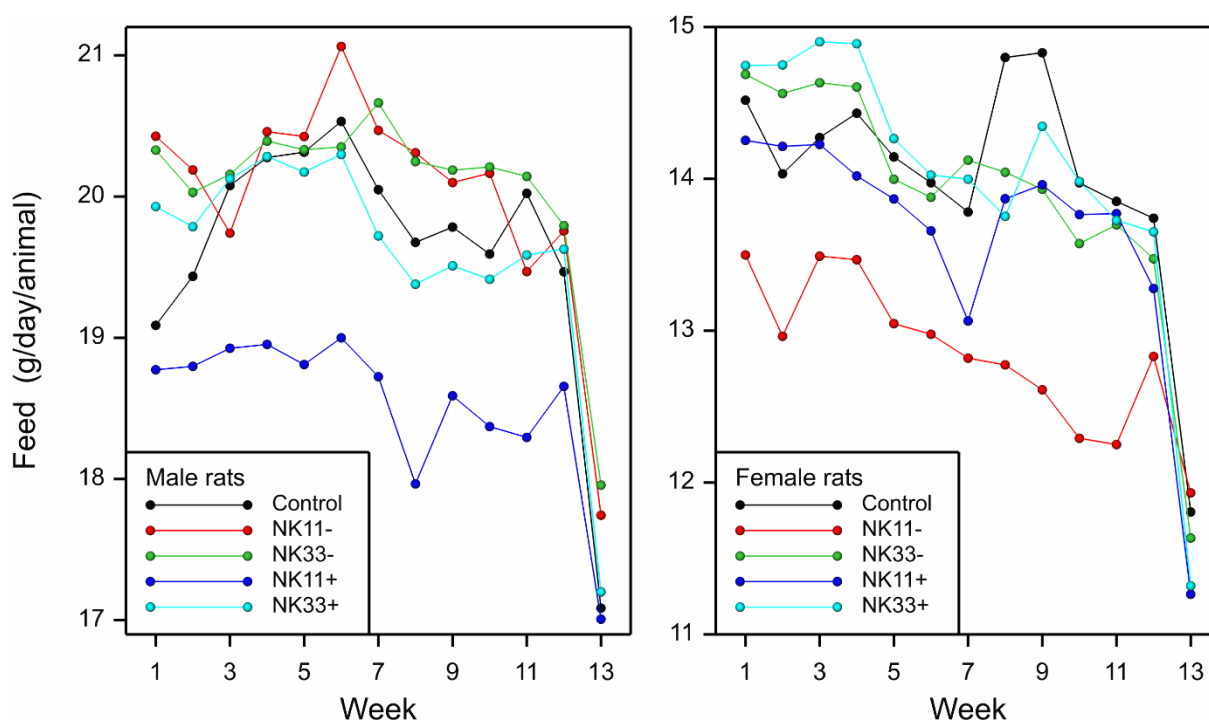 21
20
19
18
17
Feed (g/day/animal)
Male rats
Control
NK11-
NK33-
NK11+
NK33+
1 3 5 7 9 11 13
Week
15
14
13
12
11
Female rats
Control
NK11-
NK33-
NK11+
NK33+
1 3 5 7 9 11 13
Week